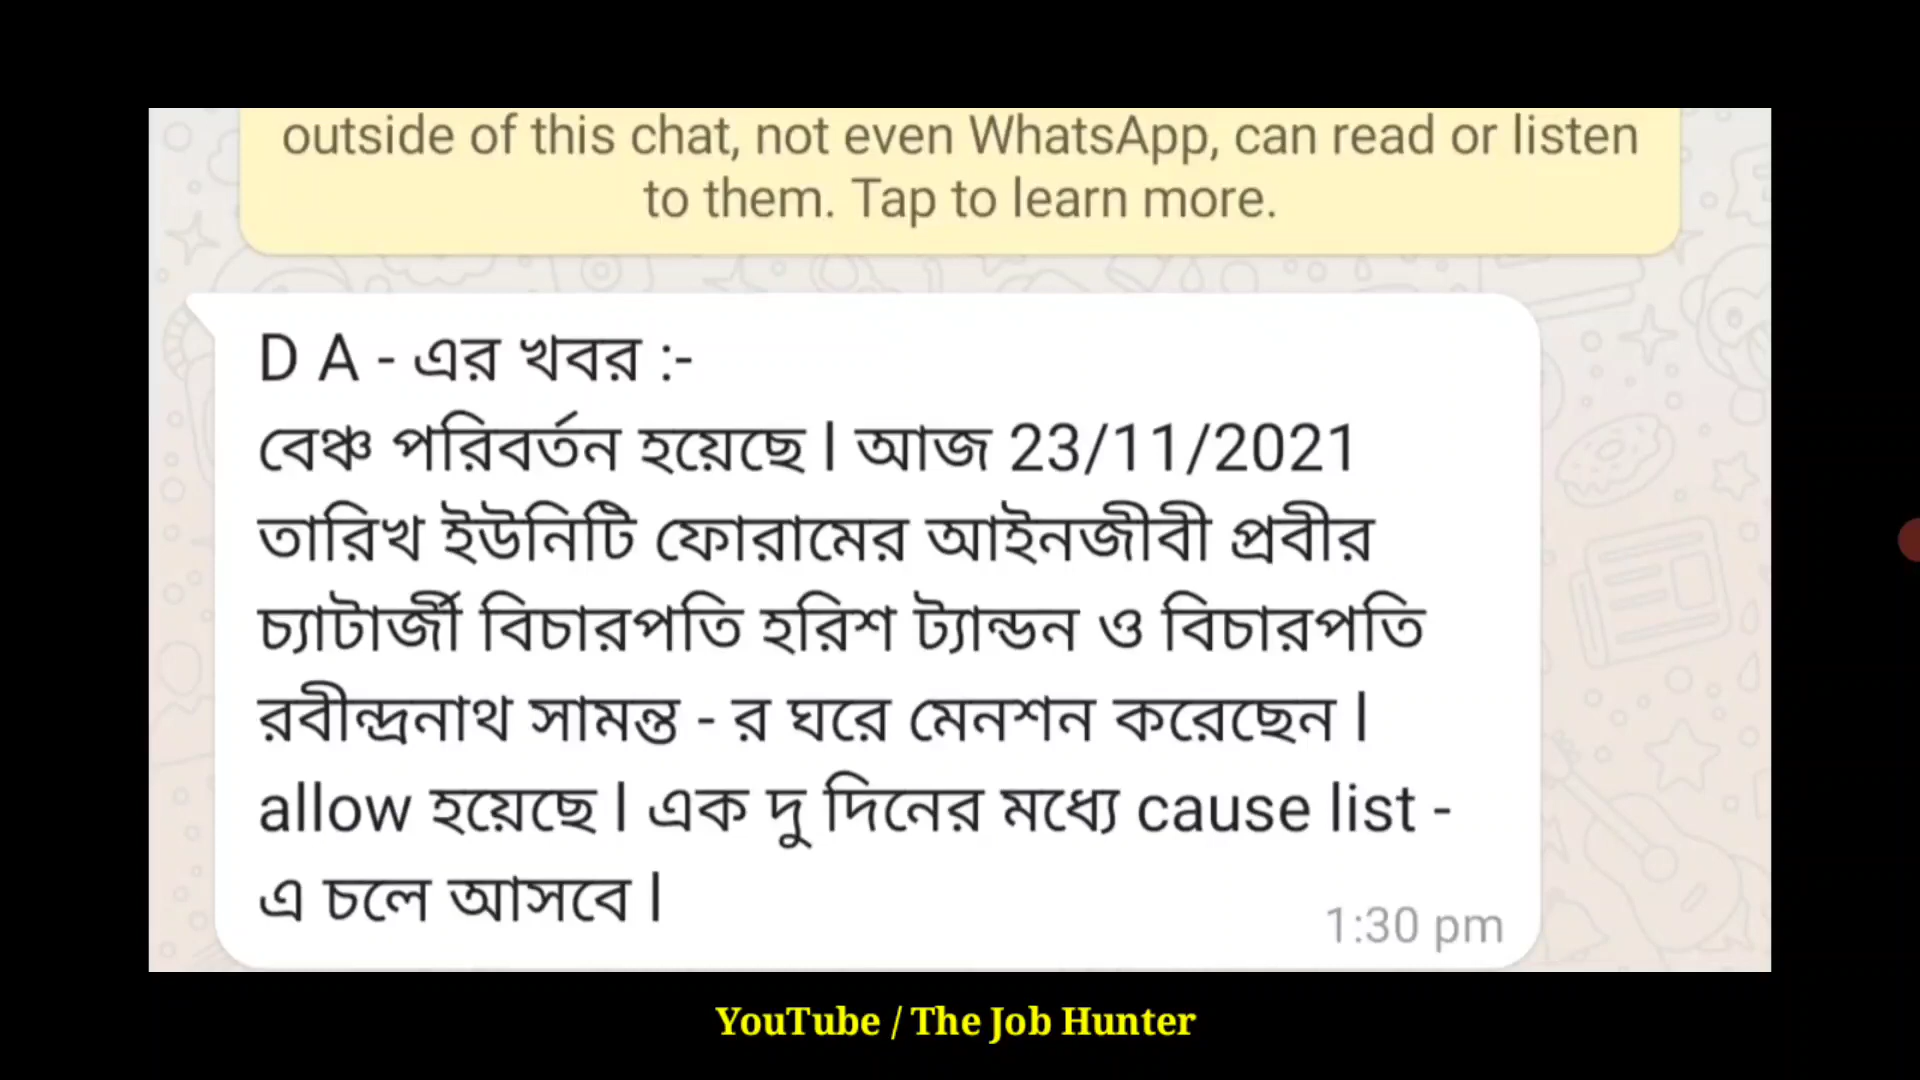 outside of this chat, not even WhatsApp, can read or listen
to them. Tap to learn more.
D A - এর খবর :-
বেঞ্চ পরিবর্তন হয়েছে l আজ 23/11/2021
তারিখ ইউনিটি ফোরামের আইনজীবী প্রবীর
চ্যাটার্জী বিচারপতি হরিশ ট্যান্ডন ও বিচারপতি
রবীন্দ্রনাথ সামন্ত - র ঘরে মেনশন করেছেন l
allow হয়েছে l এক দু দিনের মধ্যে cause list -
এ চলে আসবে l
1:30 pm
YouTube / The Job Hunter